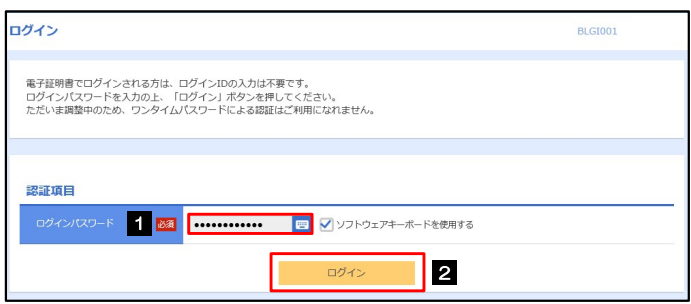 ログイン
BLGI001
電子証明書でログインされる方は、ログインIDの入力は不要です。
ログインパスワードを入力の上、「ログイン」ボタンを押してください。
ただいま調整中のため、ワンタイムパスワードによる認証はご利用になれません。
認証項目
ログインパスワード 1 必須 •••••••••••• ソフトウェアキーボードを使用する
ログイン 2